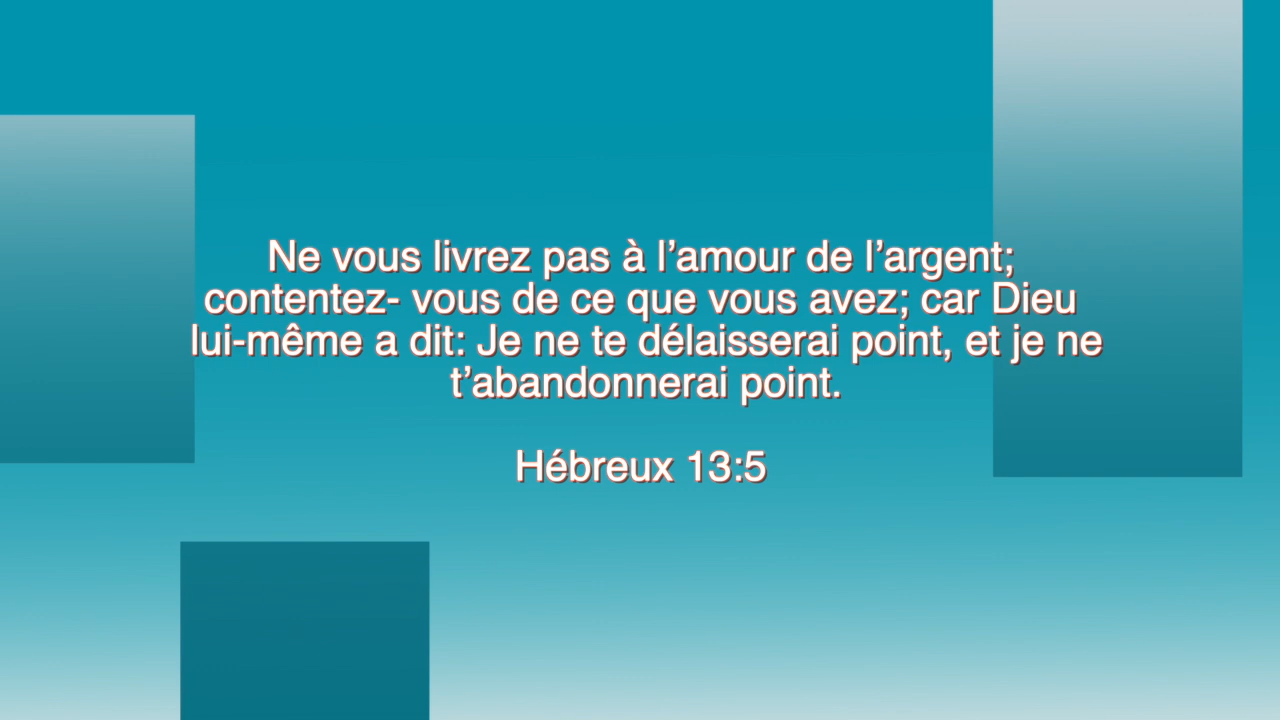 Ne vous livrez pas à l’amour de l’argent;
contentez- vous de ce que vous avez; car Dieu
lui-même a dit: Je ne te délaisserai point, et je ne
t’abandonnerai point.
Hébreux 13:5